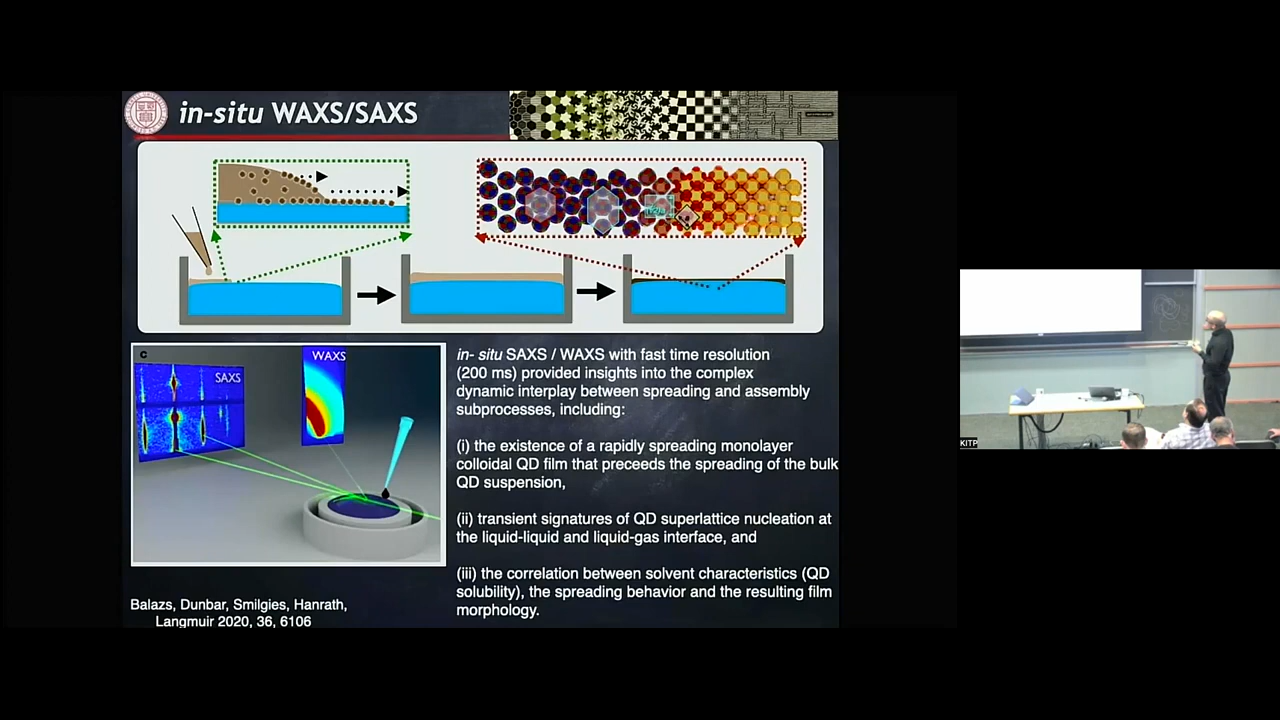 in-situ WAXS/SAXS
C
SAXS
WAXS
in- situ SAXS / WAXS with fast time resolution
(200 ms) provided insights into the complex
dynamic interplay between spreading and assembly
subprocesses, including:
(i) the existence of a rapidly spreading monolayer
colloidal QD film that preceeds the spreading of the bulk
QD suspension,
(ii) transient signatures of QD superlattice nucleation at
the liquid-liquid and liquid-gas interface, and
(iii) the correlation between solvent characteristics (QD
solubility), the spreading behavior and the resulting film
morphology.
Balazs, Dunbar, Smilgies, Hanrath,
Langmuir 2020, 36, 6106
KITP